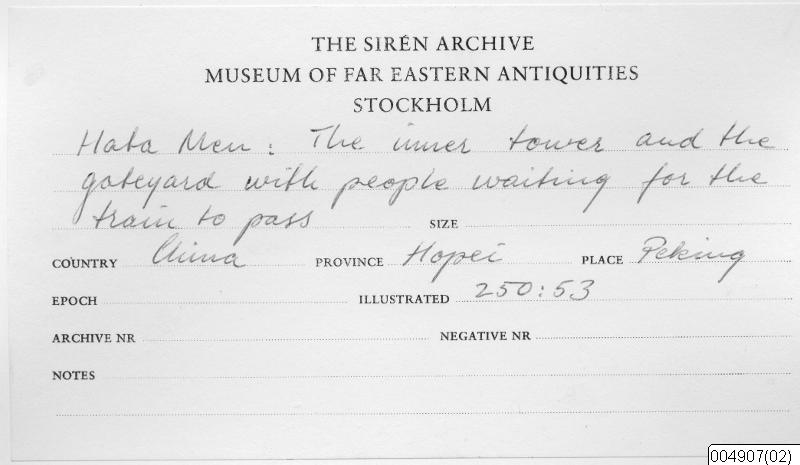 THE SIRÉN ARCHIVE
MUSEUM OF FAR EASTERN ANTIQUITIES
STOCKHOLM
Hata Men: The inner tower and the
gateyard with people waiting for the
train to pass SIZE
COUNTRY China PROVINCE Hopei PLACE Peking
EPOCH ILLUSTRATED 250:53
ARCHIVE NR NEGATIVE NR
NOTES
004907(02)